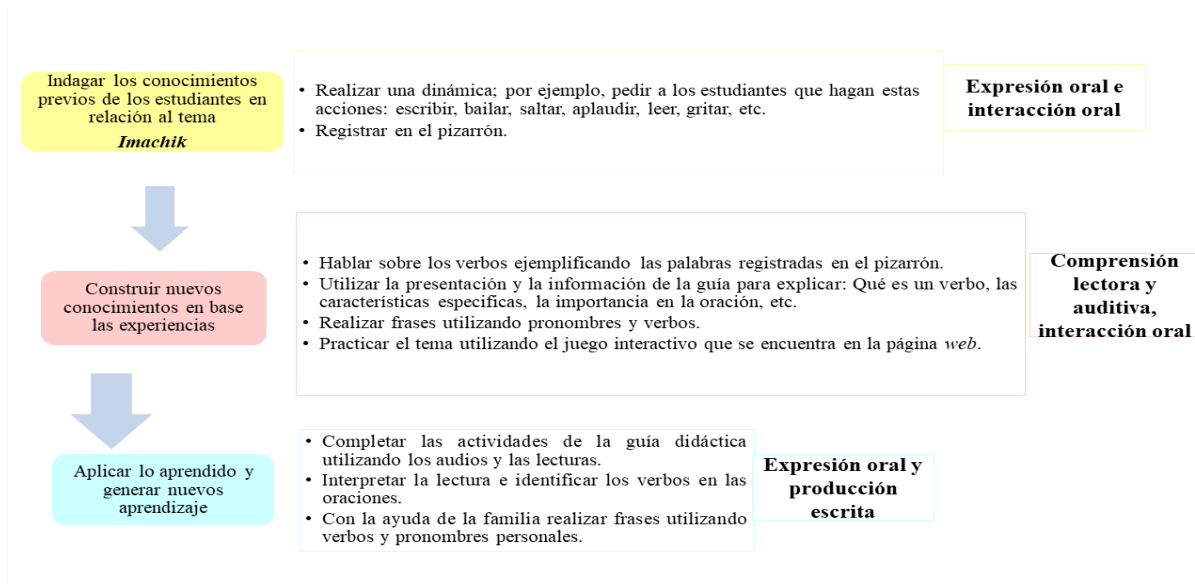 Indagar los conocimientos
previos de los estudiantes en
relación al tema
Imachik
• Realizar una dinámica; por ejemplo, pedir a los estudiantes que hagan estas
acciones: escribir, bailar, saltar, aplaudir, leer, gritar, etc.
• Registrar en el pizarrón.
Expresión oral e
interacción oral
Construir nuevos
conocimientos en base
las experiencias
• Hablar sobre los verbos ejemplificando las palabras registradas en el pizarrón.
• Utilizar la presentación y la información de la guía para explicar: Qué es un verbo, las
características especificas, la importancia en la oración, etc.
• Realizar frases utilizando pronombres y verbos.
• Practicar el tema utilizando el juego interactivo que se encuentra en la página web.
Comprensión
lectora y
auditiva,
interacción oral
Aplicar lo aprendido y
generar nuevos
aprendizaje
• Completar las actividades de la guía didáctica
utilizando los audios y las lecturas.
• Interpretar la lectura e identificar los verbos en las
oraciones.
• Con la ayuda de la familia realizar frases utilizando
verbos y pronombres personales.
Expresión oral y
producción
escrita